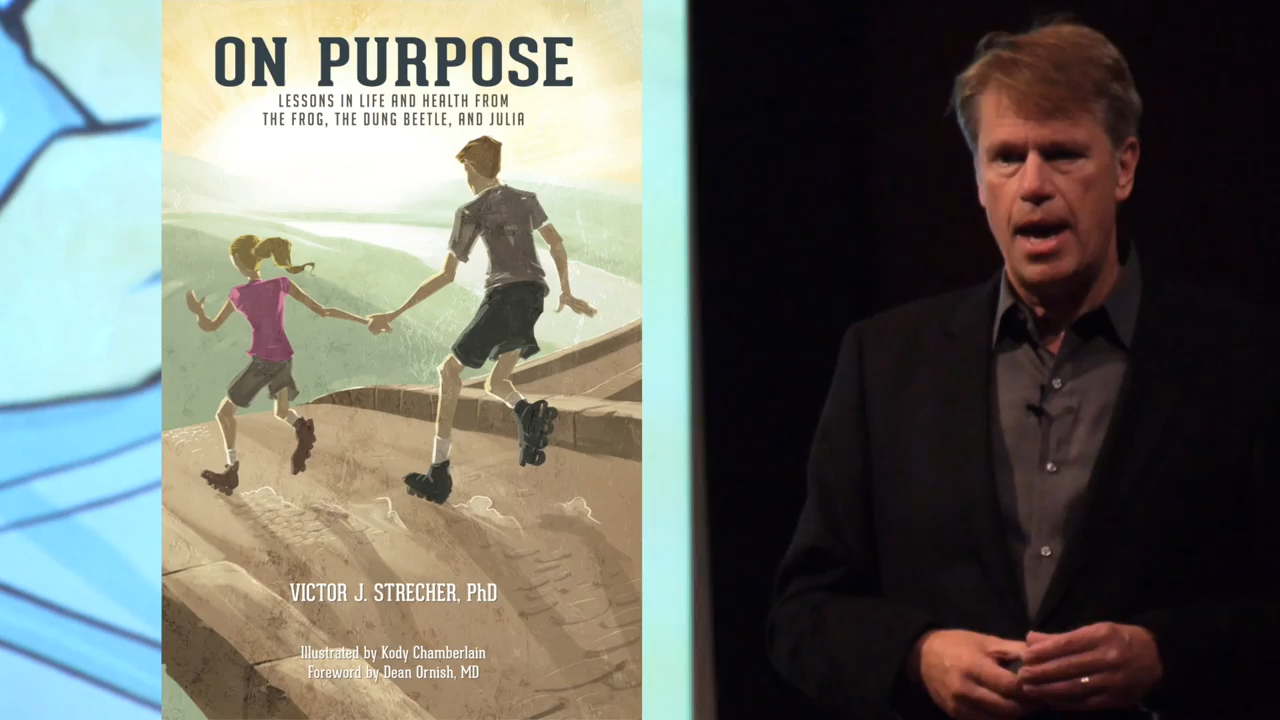 ON PURPOSE
LESSONS IN LIFE AND HEALTH FROM
THE FROG, THE DUNG BEETLE, AND JULIA
VICTOR J. STRECHER, PhD
Illustrated by Kody Chamberlain
Foreword by Dean Ornish, MD